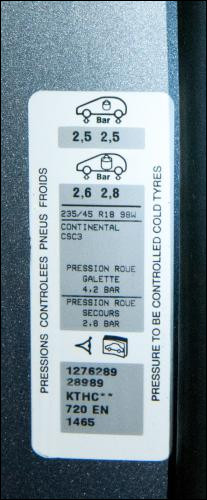 PRESSIONS CONTROLEES PNEUS FROIDS
Bar
2,5 2,5
Bar
2,6 2,8
235/45 R18 98W
CONTINENTAL
CSC3
PRESSION ROUE
GALETTE
4.2 BAR
PRESSION ROUE
SECOURS
2.8 BAR
1276289
28989
KTHC**
720 EN
1465
PRESSURE TO BE CONTROLLED COLD TYRES